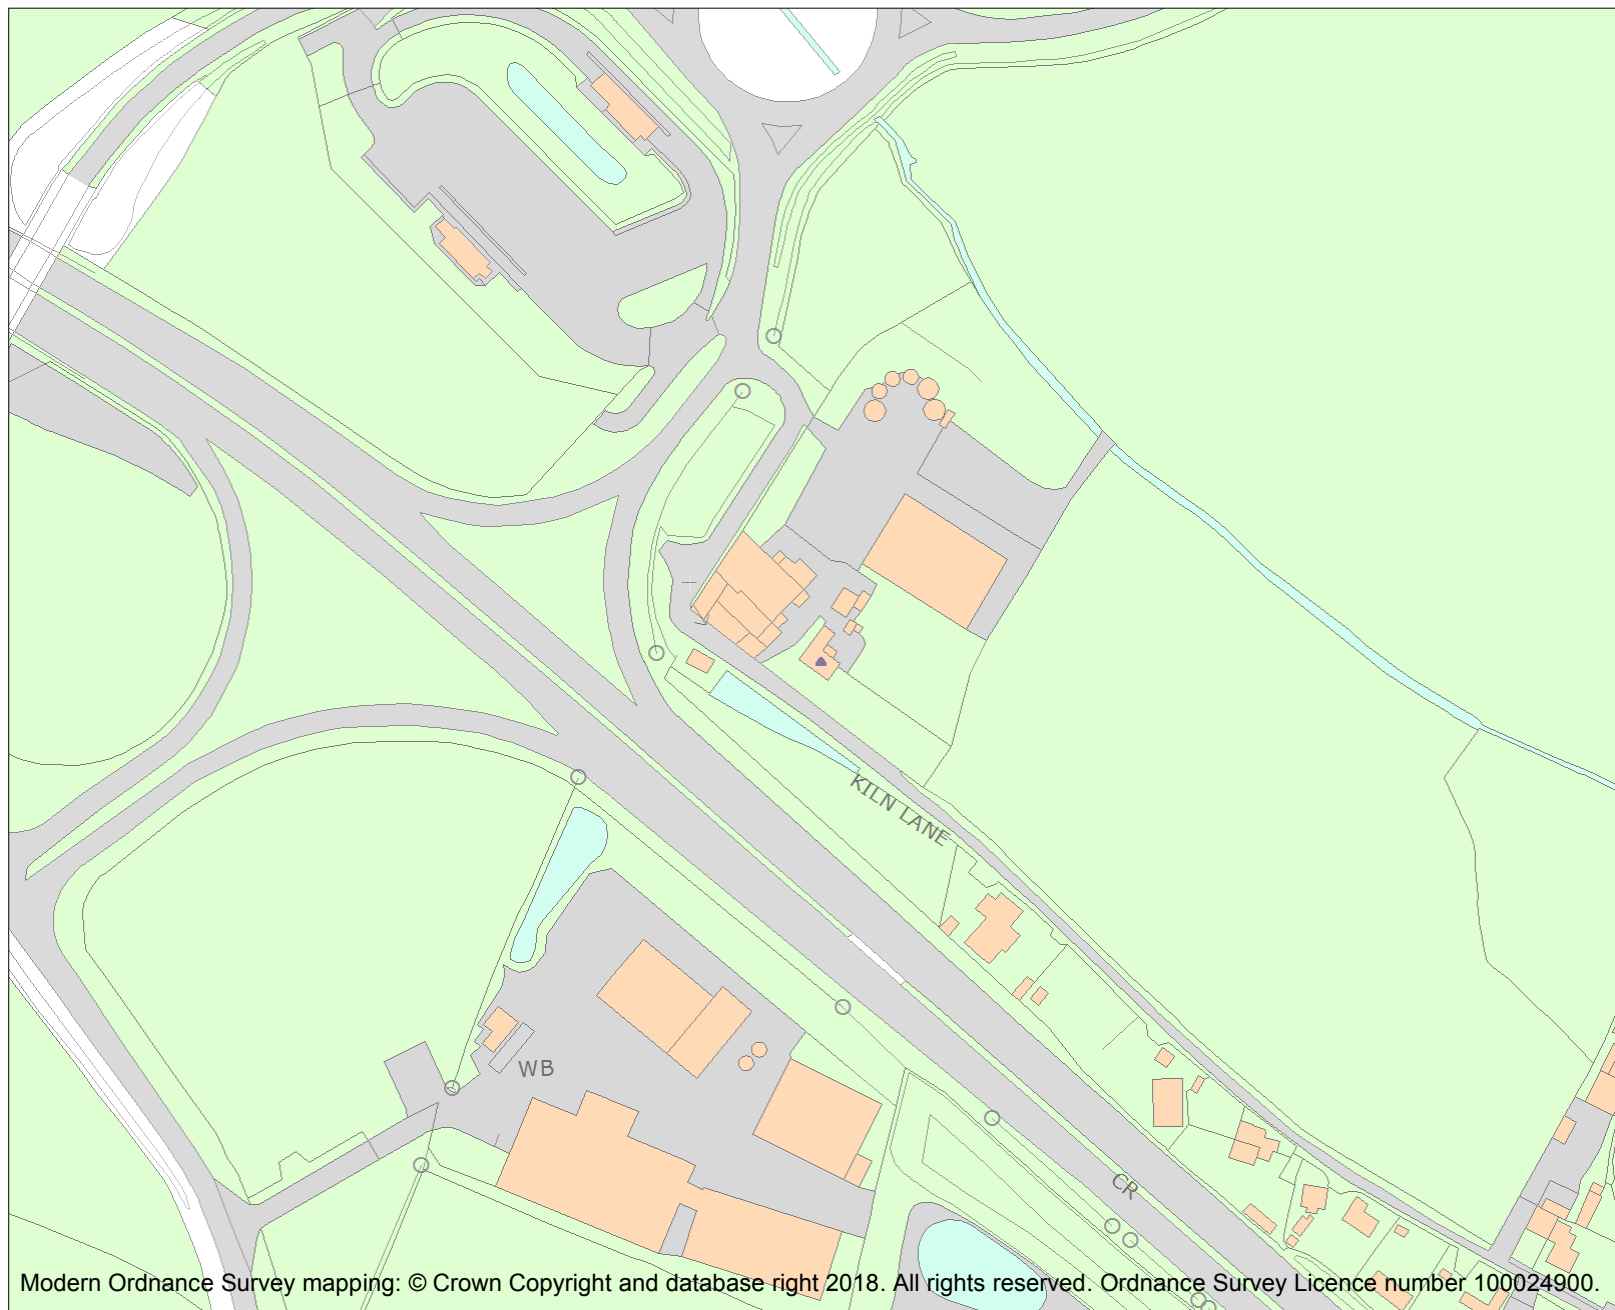 KILN LANE
WB
CR
Modern Ordnance Survey mapping: © Crown Copyright and database right 2018. All rights reserved. Ordnance Survey Licence number 100024900.